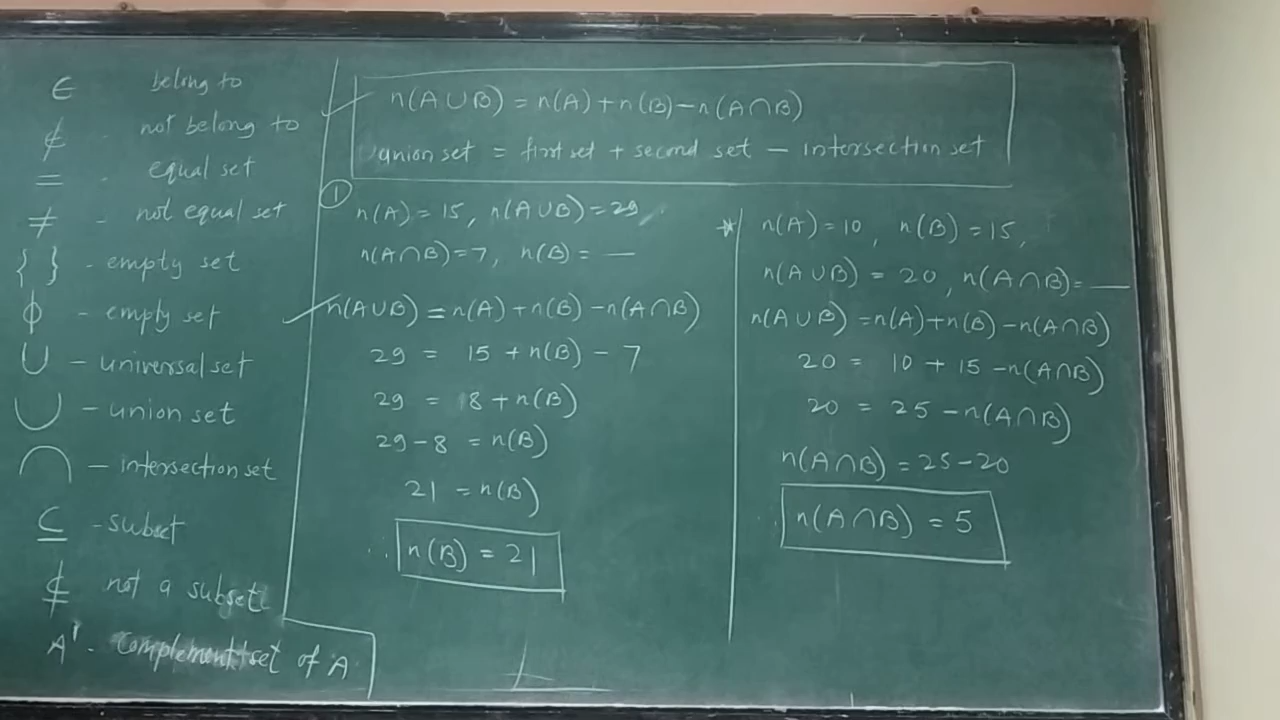 ∈ belong to
∉ - not belong to
= - equal set
≠ - not equal set
{ } - empty set
ϕ - empty set
U - universal set
∪ - union set
∩ - intersection set
⊆ - subset
⊈ not a subset
A' - complement set of A
n(A∪B) = n(A) + n(B) - n(A∩B)
union set = first set + second set - intersection set
①
n(A) = 15, n(A∪B) = 29,
n(A∩B) = 7, n(B) = —
n(A∪B) = n(A) + n(B) - n(A∩B)
29 = 15 + n(B) - 7
29 = 8 + n(B)
29 - 8 = n(B)
21 = n(B)
∴ n(B) = 21
* n(A) = 10, n(B) = 15,
n(A∪B) = 20, n(A∩B) = —
n(A∪B) = n(A) + n(B) - n(A∩B)
20 = 10 + 15 - n(A∩B)
20 = 25 - n(A∩B)
n(A∩B) = 25 - 20
∴ n(A∩B) = 5